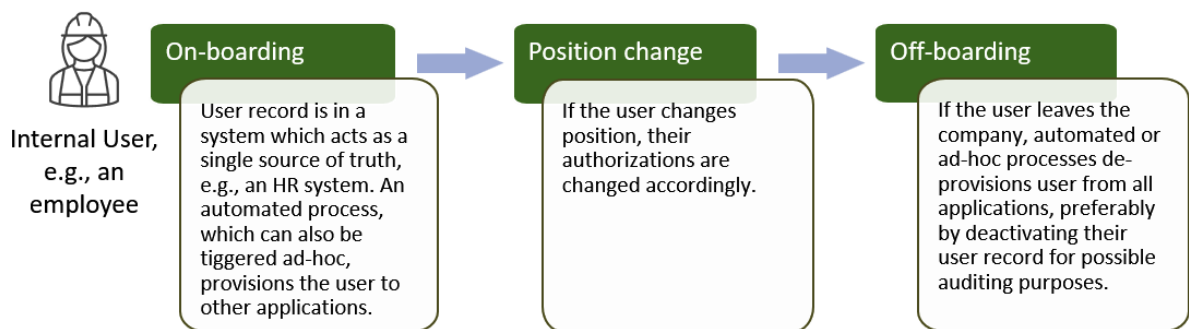 On-boarding
Position change
Off-boarding
Internal User,
e.g., an
employee
User record is in a
system which acts as a
single source of truth,
e.g., an HR system. An
automated process,
which can also be
tiggered ad-hoc,
provisions the user to
other applications.
If the user changes
position, their
authorizations are
changed accordingly.
If the user leaves the
company, automated or
ad-hoc processes de-
provisions user from all
applications, preferably
by deactivating their
user record for possible
auditing purposes.